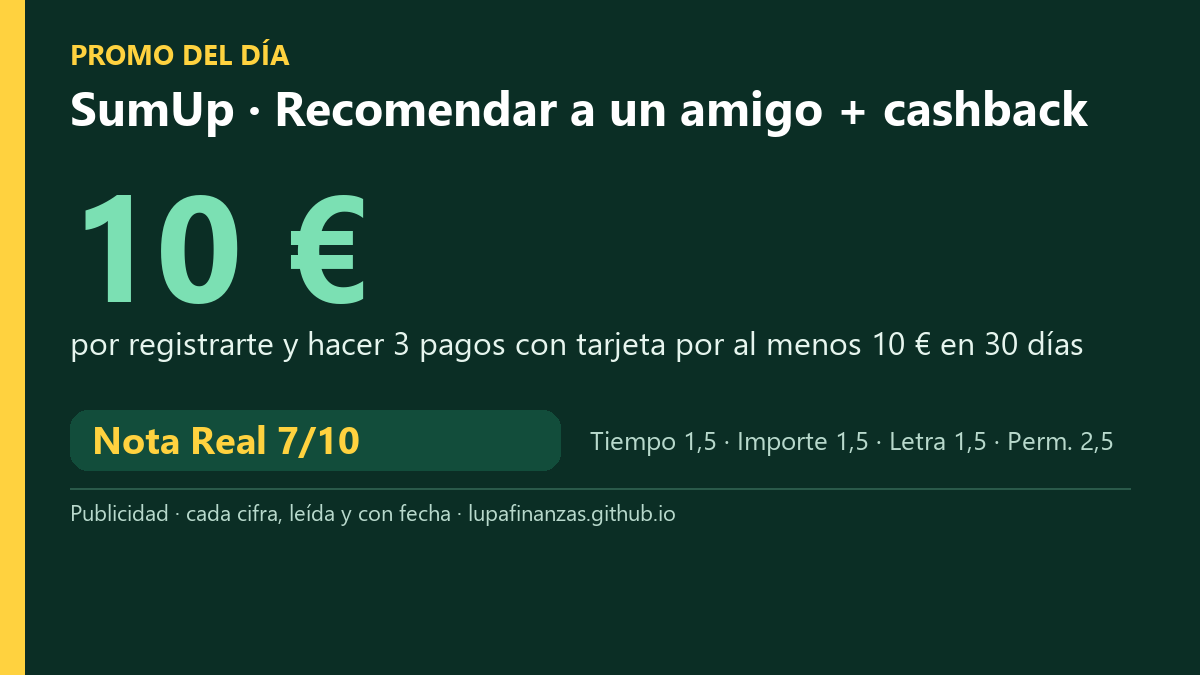 PROMO DEL DÍA
SumUp · Recomendar a un amigo + cashback
10 €
por registrarte y hacer 3 pagos con tarjeta por al menos 10 € en 30 días
Nota Real 7/10
Tiempo 1,5 · Importe 1,5 · Letra 1,5 · Perm. 2,5
Publicidad · cada cifra, leída y con fecha · lupafinanzas.github.io